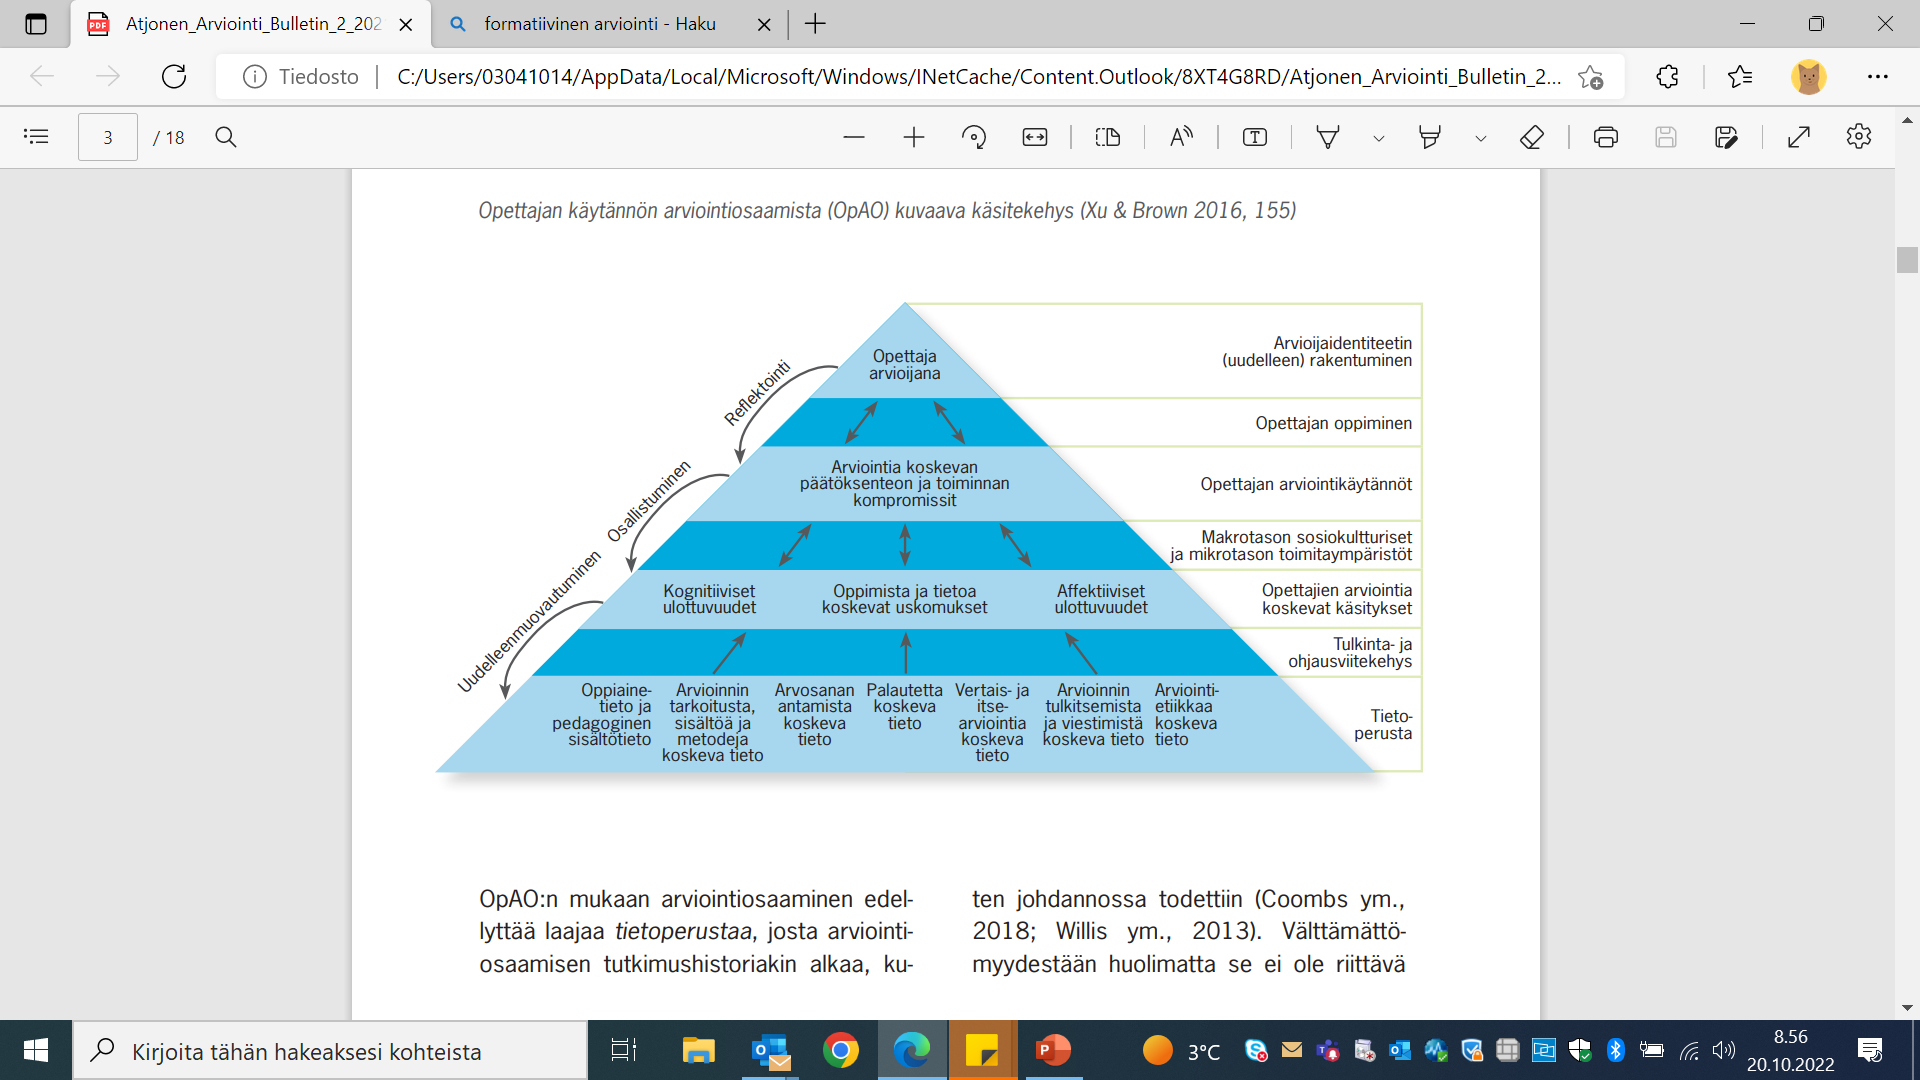 Atjonen_Arviointi_Bulletin_2_202
formatiivinen arviointi - Haku
Tiedosto
C:/Users/03041014/AppData/Local/Microsoft/Windows/INetCache/Content.Outlook/8XT4G8RD/Atjonen_Arviointi_Bulletin_2...
3
/ 18
Opettajan käytännön arviointiosaamista (OpAO) kuvaava käsitekehys (Xu & Brown 2016, 155)
Opettaja
arvioijana
Arvioijaidentiteetin
(uudelleen) rakentuminen
Reflektointi
Opettajan oppiminen
Arviointia koskevan
päätöksenteon ja toiminnan
kompromissit
Opettajan arviointikäytännöt
Osallistuminen
Makrotason sosiokulttuuriset
ja mikrotason toimitaympäristöt
Kognitiiviset
ulottuvuudet
Oppimista ja tietoa
koskevat uskomukset
Affektiiviset
ulottuvuudet
Opettajien arviointia
koskevat käsitykset
Uudelleenmuovautuminen
Tulkinta- ja
ohjausviitekehys
Oppiaine-
tieto ja
pedagoginen
sisältötieto
Arvioinnin
tarkoitusta,
sisältöä ja
metodeja
koskeva tieto
Arvosanan
antamista
koskeva
tieto
Palautetta
koskeva
tieto
Vertais- ja
itse-
arviointia
koskeva
tieto
Arvioinnin
tulkitsemista
ja viestimistä
koskeva tieto
Arviointi-
etiikkaa
koskeva
tieto
Tieto-
perusta
OpAO:n mukaan arviointiosaaminen edel-
lyttää laajaa tietoperustaa, josta arviointi-
osaamisen tutkimushistoriakin alkaa, ku-
ten johdannossa todettiin (Coombs ym.,
2018; Willis ym., 2013). Välttämättö-
myydestään huolimatta se ei ole riittävä
Kirjoita tähän hakeaksesi kohteista
3°C
8.56
20.10.2022